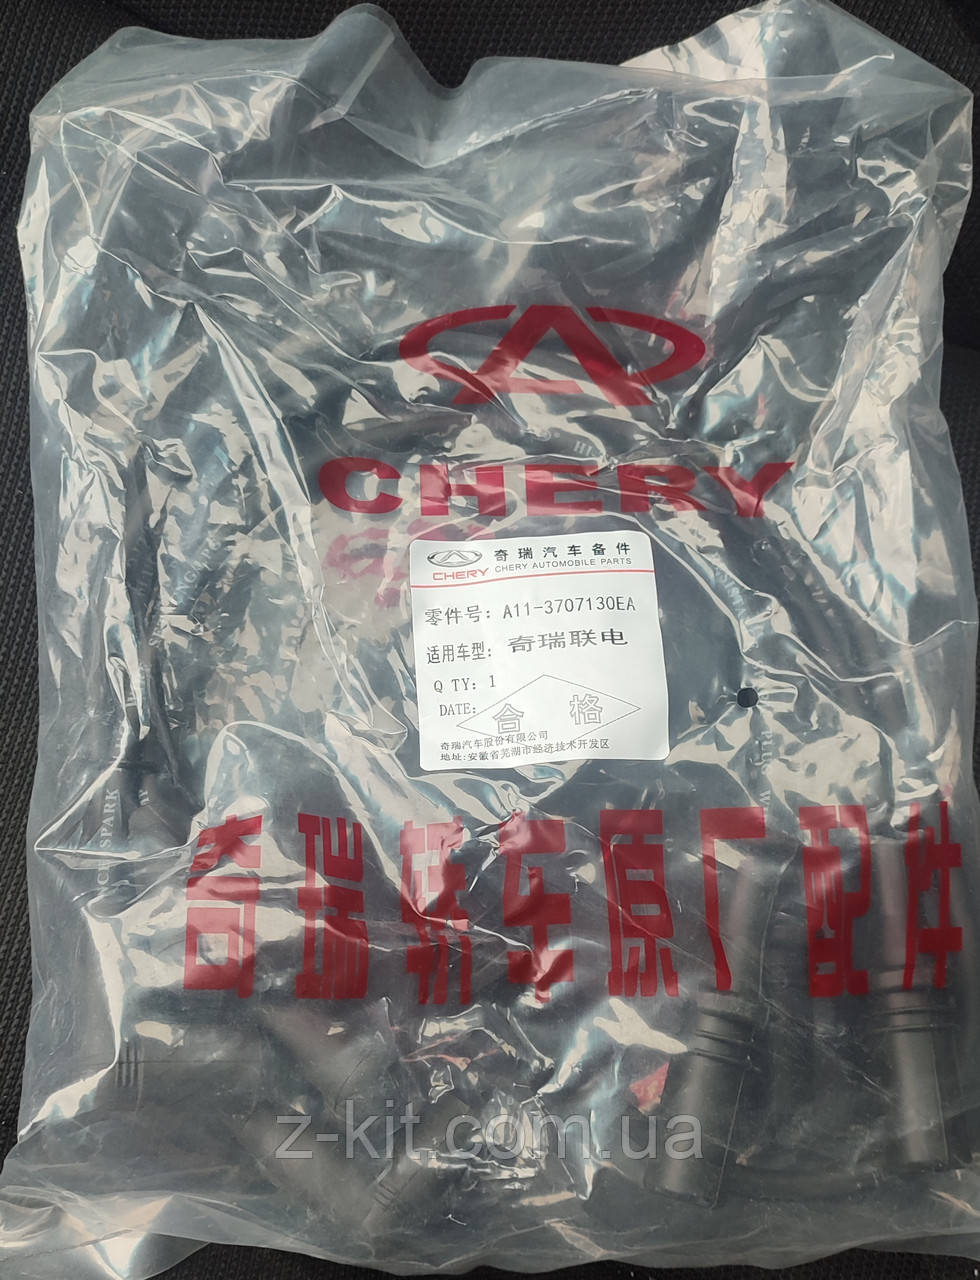 CHERY
CHERY
奇瑞汽车备件
CHERY AUTOMOBILE PARTS
零件号: A11-3707130EA
适用车型: 奇瑞联电
Q TY: 1
DATE:
合格
奇瑞汽车股份有限公司
地址:安徽省芜湖市经济技术开发区
SPARK
奇瑞轿车原厂配件
z-kit.com.ua